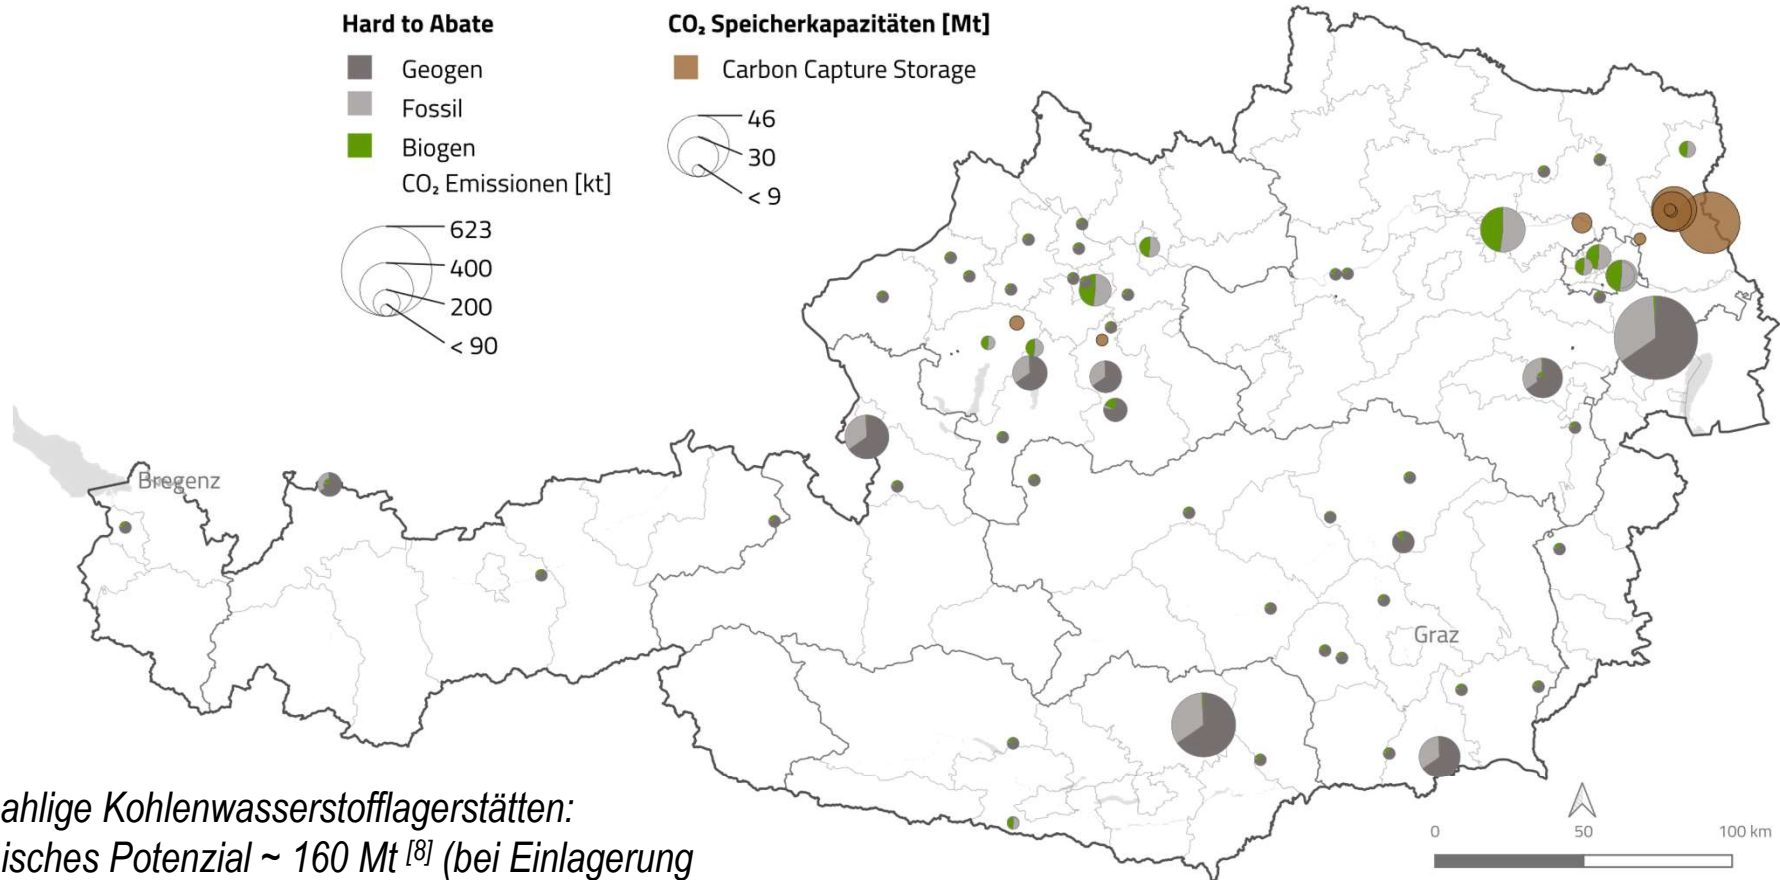 Hard to Abate
Geogen
Fossil
Biogen
CO₂ Emissionen [kt]
623
400
200
< 90
CO₂ Speicherkapazitäten [Mt]
Carbon Capture Storage
46
30
< 9
Bregenz
Graz
ahlige Kohlenwasserstofflagerstätten:
isches Potenzial ~ 160 Mt [8] (bei Einlagerung
0 50 100 km